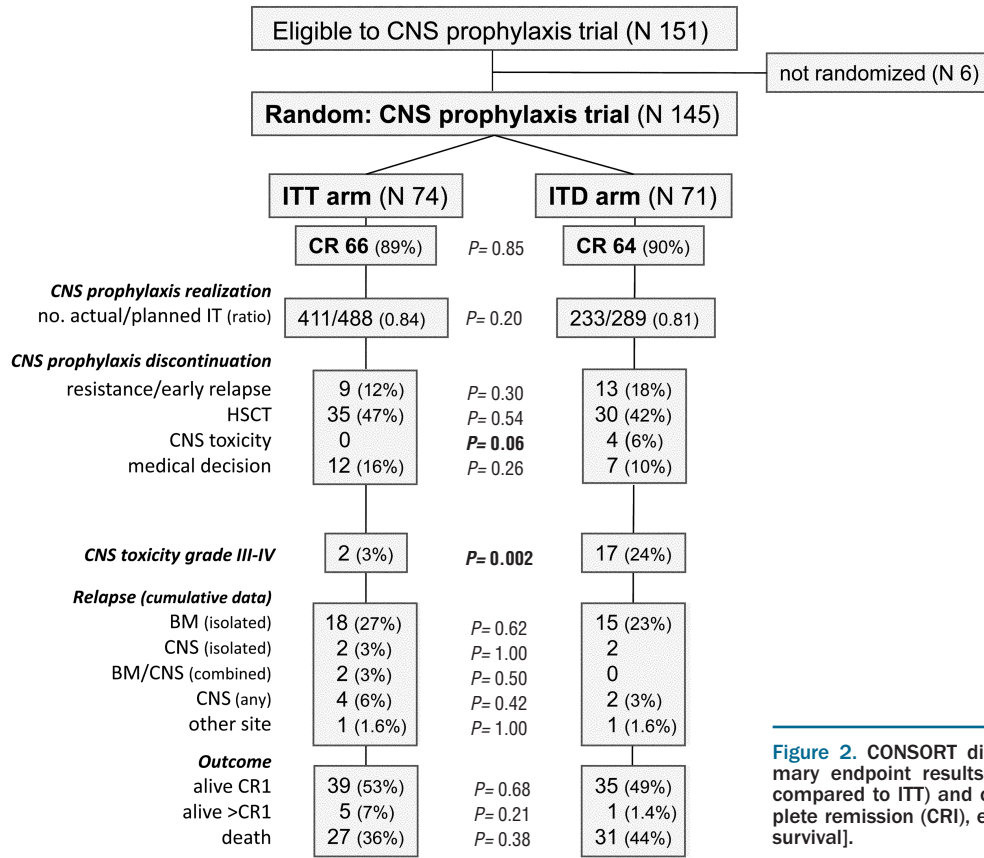 Eligible to CNS prophylaxis trial (N 151)
not randomized (N 6)
Random: CNS prophylaxis trial (N 145)
ITT arm (N 74) ITD arm (N 71)
CR 66 (89%) P= 0.85 CR 64 (90%)
CNS prophylaxis realization
no. actual/planned IT (ratio) 411/488 (0.84) P= 0.20 233/289 (0.81)
CNS prophylaxis discontinuation
resistance/early relapse 9 (12%) P= 0.30 13 (18%)
HSCT 35 (47%) P= 0.54 30 (42%)
CNS toxicity 0 P= 0.06 4 (6%)
medical decision 12 (16%) P= 0.26 7 (10%)
CNS toxicity grade III-IV 2 (3%) P= 0.002 17 (24%)
Relapse (cumulative data)
BM (isolated) 18 (27%) P= 0.62 15 (23%)
CNS (isolated) 2 (3%) P= 1.00 2
BM/CNS (combined) 2 (3%) P= 0.50 0
CNS (any) 4 (6%) P= 0.42 2 (3%)
other site 1 (1.6%) P= 1.00 1 (1.6%)
Outcome
alive CR1 39 (53%) P= 0.68 35 (49%)
alive >CR1 5 (7%) P= 0.21 1 (1.4%)
death 27 (36%) P= 0.38 31 (44%)
Figure 2. CONSORT di
mary endpoint results
compared to ITT) and c
plete remission (CRI), e
survival].